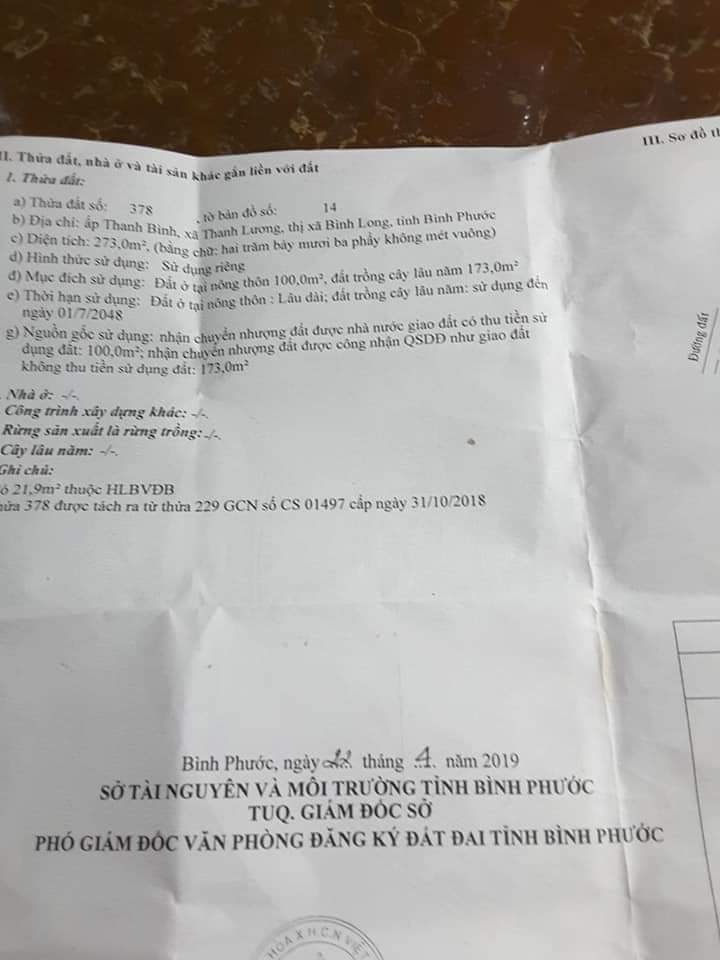 II. Thửa đất, nhà ở và tài sản khác gắn liền với đất
III. Sơ đồ
1. Thửa đất:
a) Thửa đất số: 378 , tờ bản đồ số: 14
b) Địa chỉ: ấp Thanh Bình, xã Thanh Lương, thị xã Bình Long, tỉnh Bình Phước
c) Diện tích: 273,0m², (bằng chữ: hai trăm bảy mươi ba phẩy không mét vuông)
d) Hình thức sử dụng: Sử dụng riêng
đ) Mục đích sử dụng: Đất ở tại nông thôn 100,0m², đất trồng cây lâu năm 173,0m²
e) Thời hạn sử dụng: Đất ở tại nông thôn : Lâu dài; đất trồng cây lâu năm: sử dụng đến
ngày 01/7/2048
g) Nguồn gốc sử dụng: nhận chuyển nhượng đất được nhà nước giao đất có thu tiền sử
dụng đất: 100,0m²; nhận chuyển nhượng đất được công nhận QSDĐ như giao đất
không thu tiền sử dụng đất: 173,0m²
Đường đất
. Nhà ở: -/-.
Công trình xây dựng khác: -/-.
Rừng sản xuất là rừng trồng: -/-.
Cây lâu năm: -/-.
Ghi chú:
21,9m² thuộc HLBVĐB
378 được tách ra từ thửa 229 GCN số CS 01497 cấp ngày 31/10/2018
Bình Phước, ngày 22 tháng 4 năm 2019
SỞ TÀI NGUYÊN VÀ MÔI TRƯỜNG TỈNH BÌNH PHƯỚC
TUQ. GIÁM ĐỐC SỞ
PHÓ GIÁM ĐỐC VĂN PHÒNG ĐĂNG KÝ ĐẤT ĐAI TỈNH BÌNH PHƯỚC
HÒA X.H.C.N VIỆT